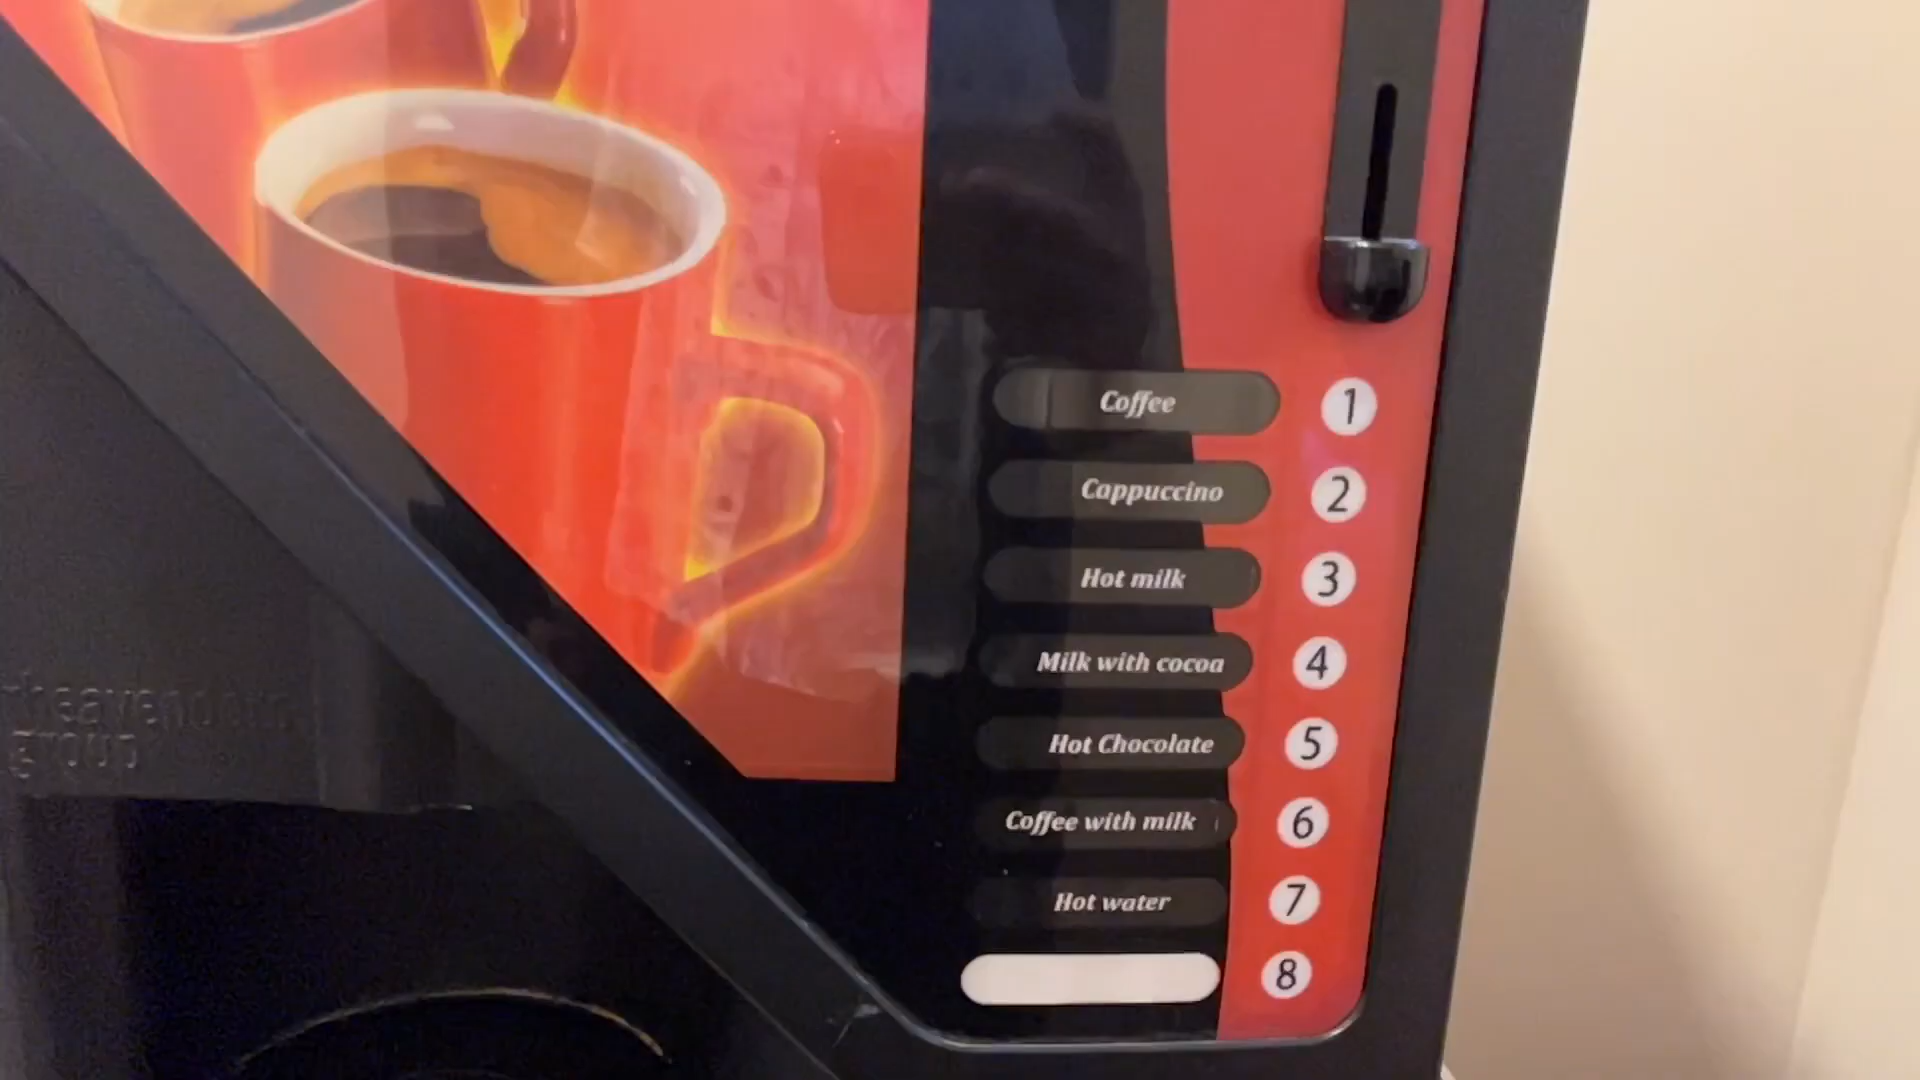 Coffee 1
Cappuccino 2
Hot milk 3
Milk with cocoa 4
Hot Chocolate 5
Coffee with milk 6
Hot water 7
8
group